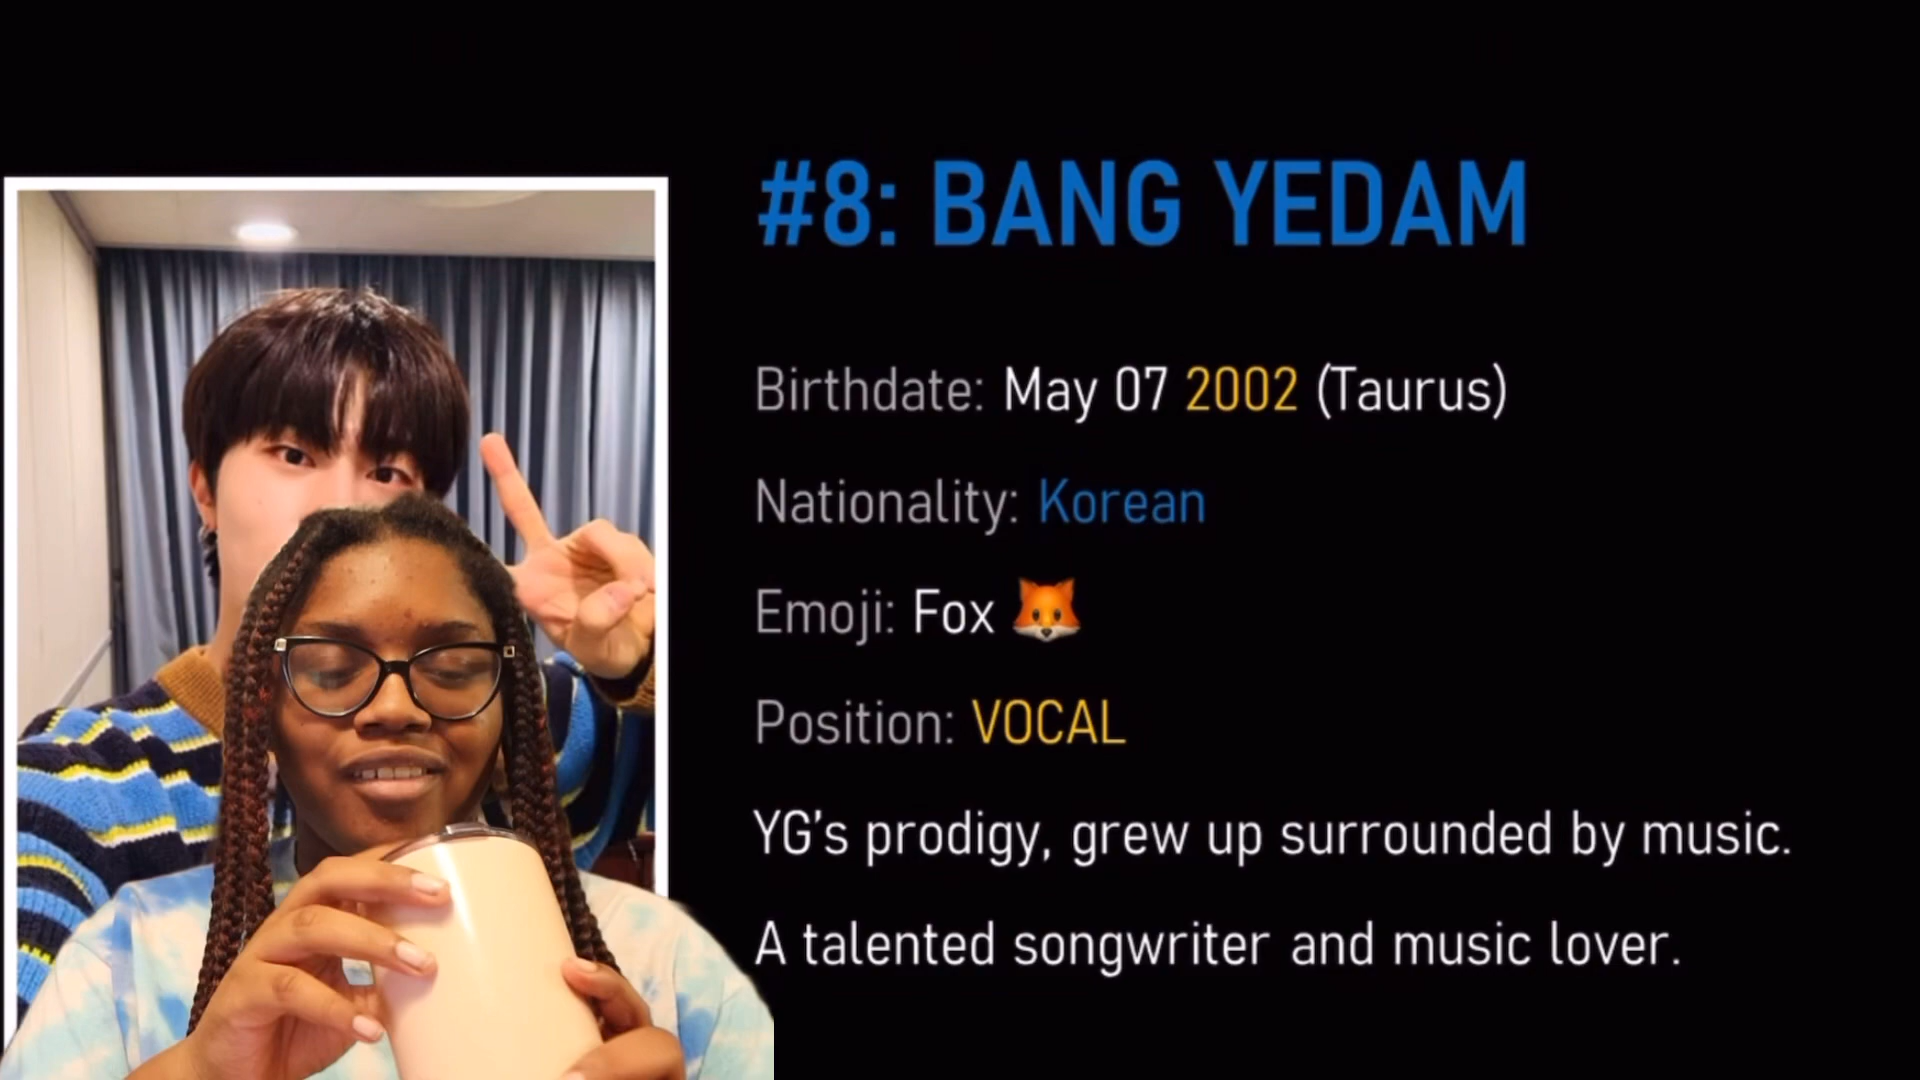 #8: BANG YEDAM
Birthdate: May 07 2002 (Taurus)
Nationality: Korean
Emoji: Fox 🦊
Position: VOCAL
YG's prodigy, grew up surrounded by music.
A talented songwriter and music lover.